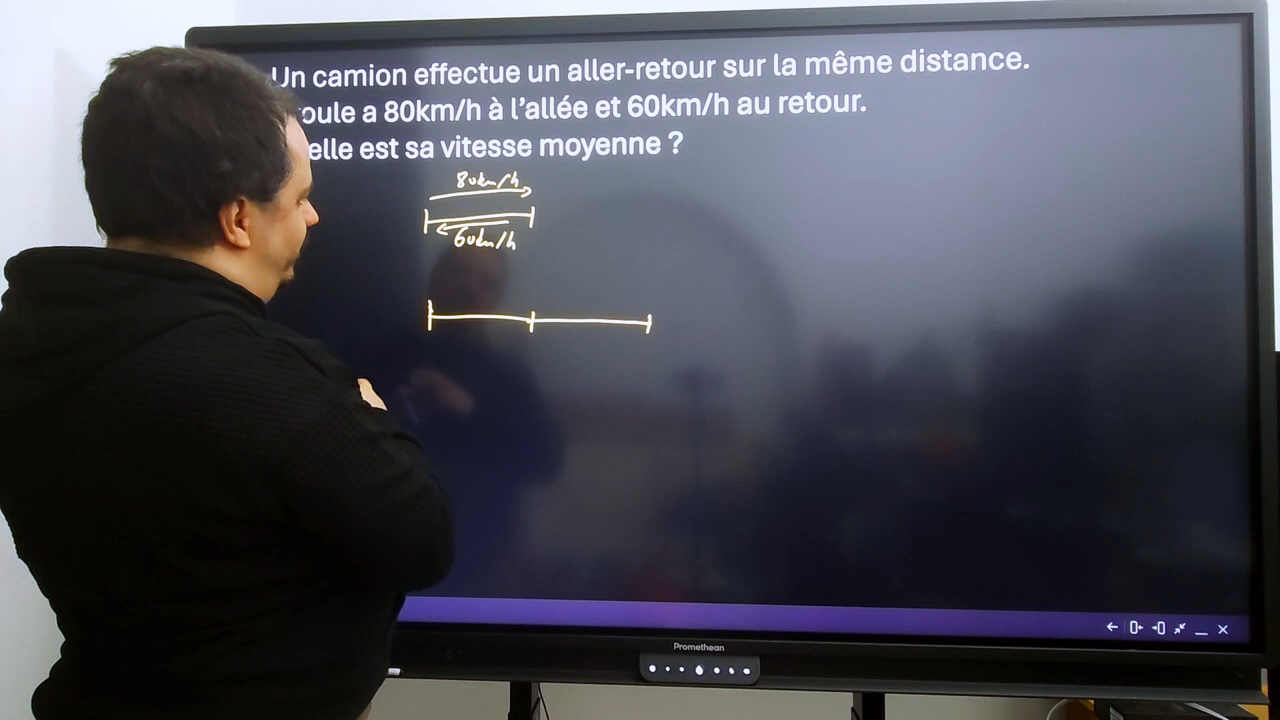 Un camion effectue un aller-retour sur la même distance.
roule a 80km/h à l'allée et 60km/h au retour.
elle est sa vitesse moyenne ?
80km/h
60km/h
Promethean